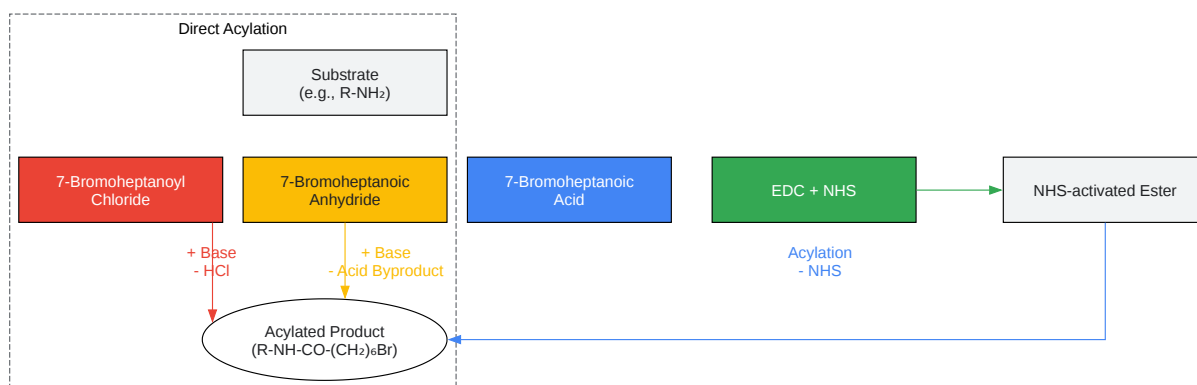 Direct Acylation
Substrate
(e.g., R-NH₂)
7-Bromoheptanoyl
Chloride
7-Bromoheptanoic
Anhydride
7-Bromoheptanoic
Acid
EDC + NHS
NHS-activated Ester
+ Base
- HCl
+ Base
- Acid Byproduct
Acylation
- NHS
Acylated Product
(R-NH-CO-(CH₂)₆Br)